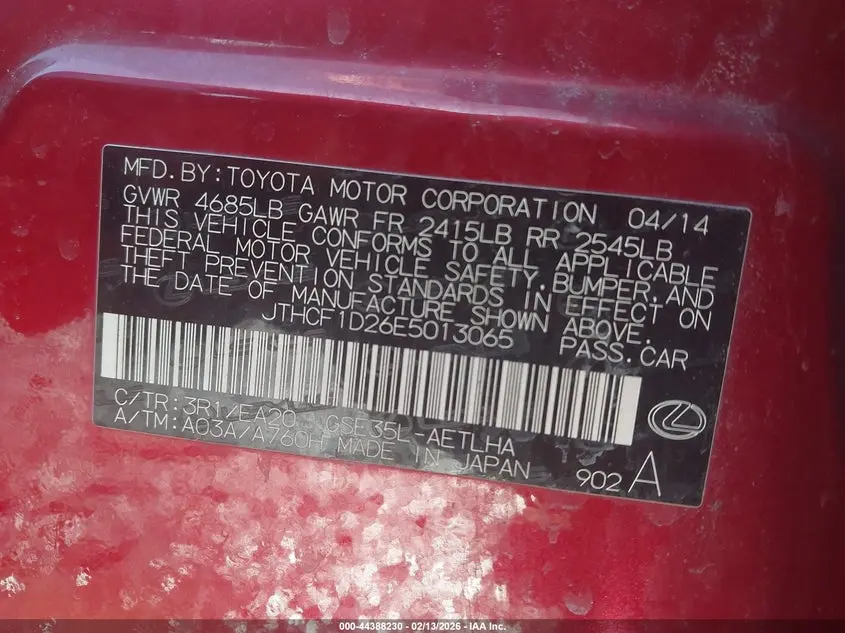 MFD.BY:TOYOTA MOTOR CORPORATION 04/14
GVWR 4685LB GAWR FR 2415LB RR 2545LB
THIS VEHICLE CONFORMS TO ALL APPLICABLE
FEDERAL MOTOR VEHICLE SAFETY,BUMPER,AND
THEFT PREVENTION STANDARDS IN EFFECT ON
THE DATE OF MANUFACTURE SHOWN ABOVE.
JTHCF1D26E5013065 PASS.CAR
C/TR:3R1/EA20 GSE35L-AETLHA
A/TM:A03A/A760H MADE IN JAPAN
902 A
000-44388230 - 02/13/2026 - IAA Inc.